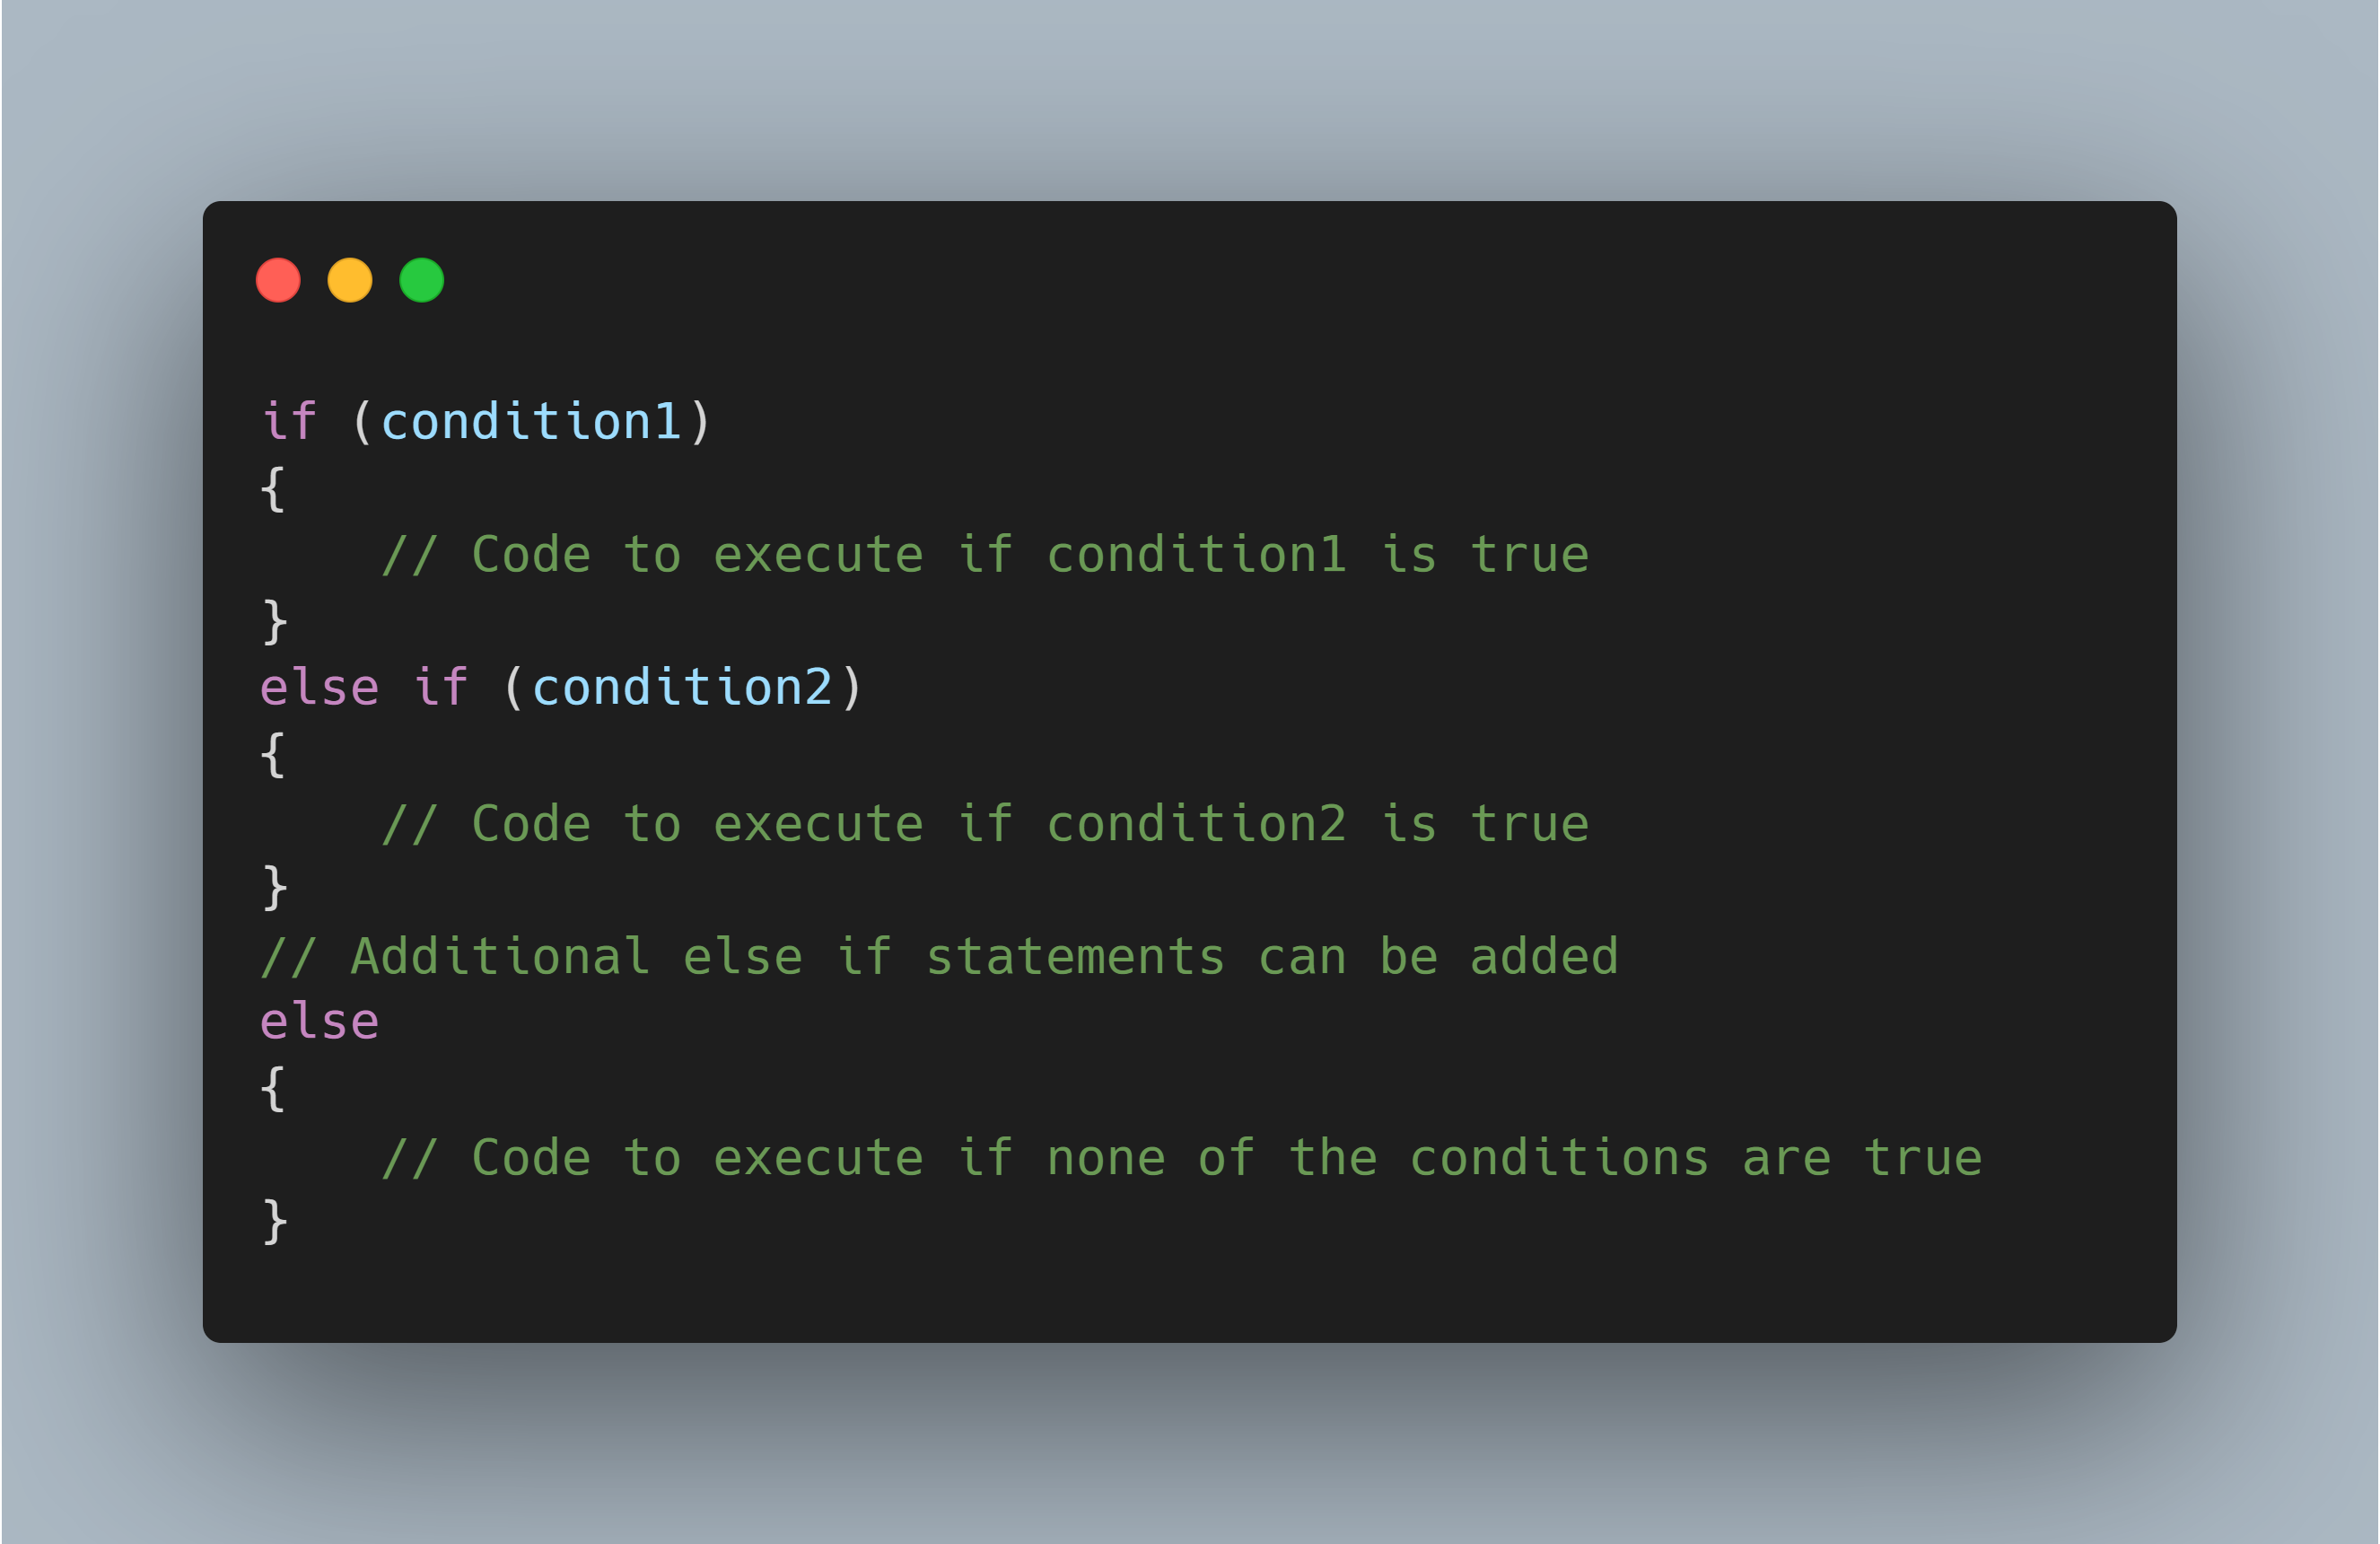 if (condition1)
{
    // Code to execute if condition1 is true
}
else if (condition2)
{
    // Code to execute if condition2 is true
}
// Additional else if statements can be added
else
{
    // Code to execute if none of the conditions are true
}